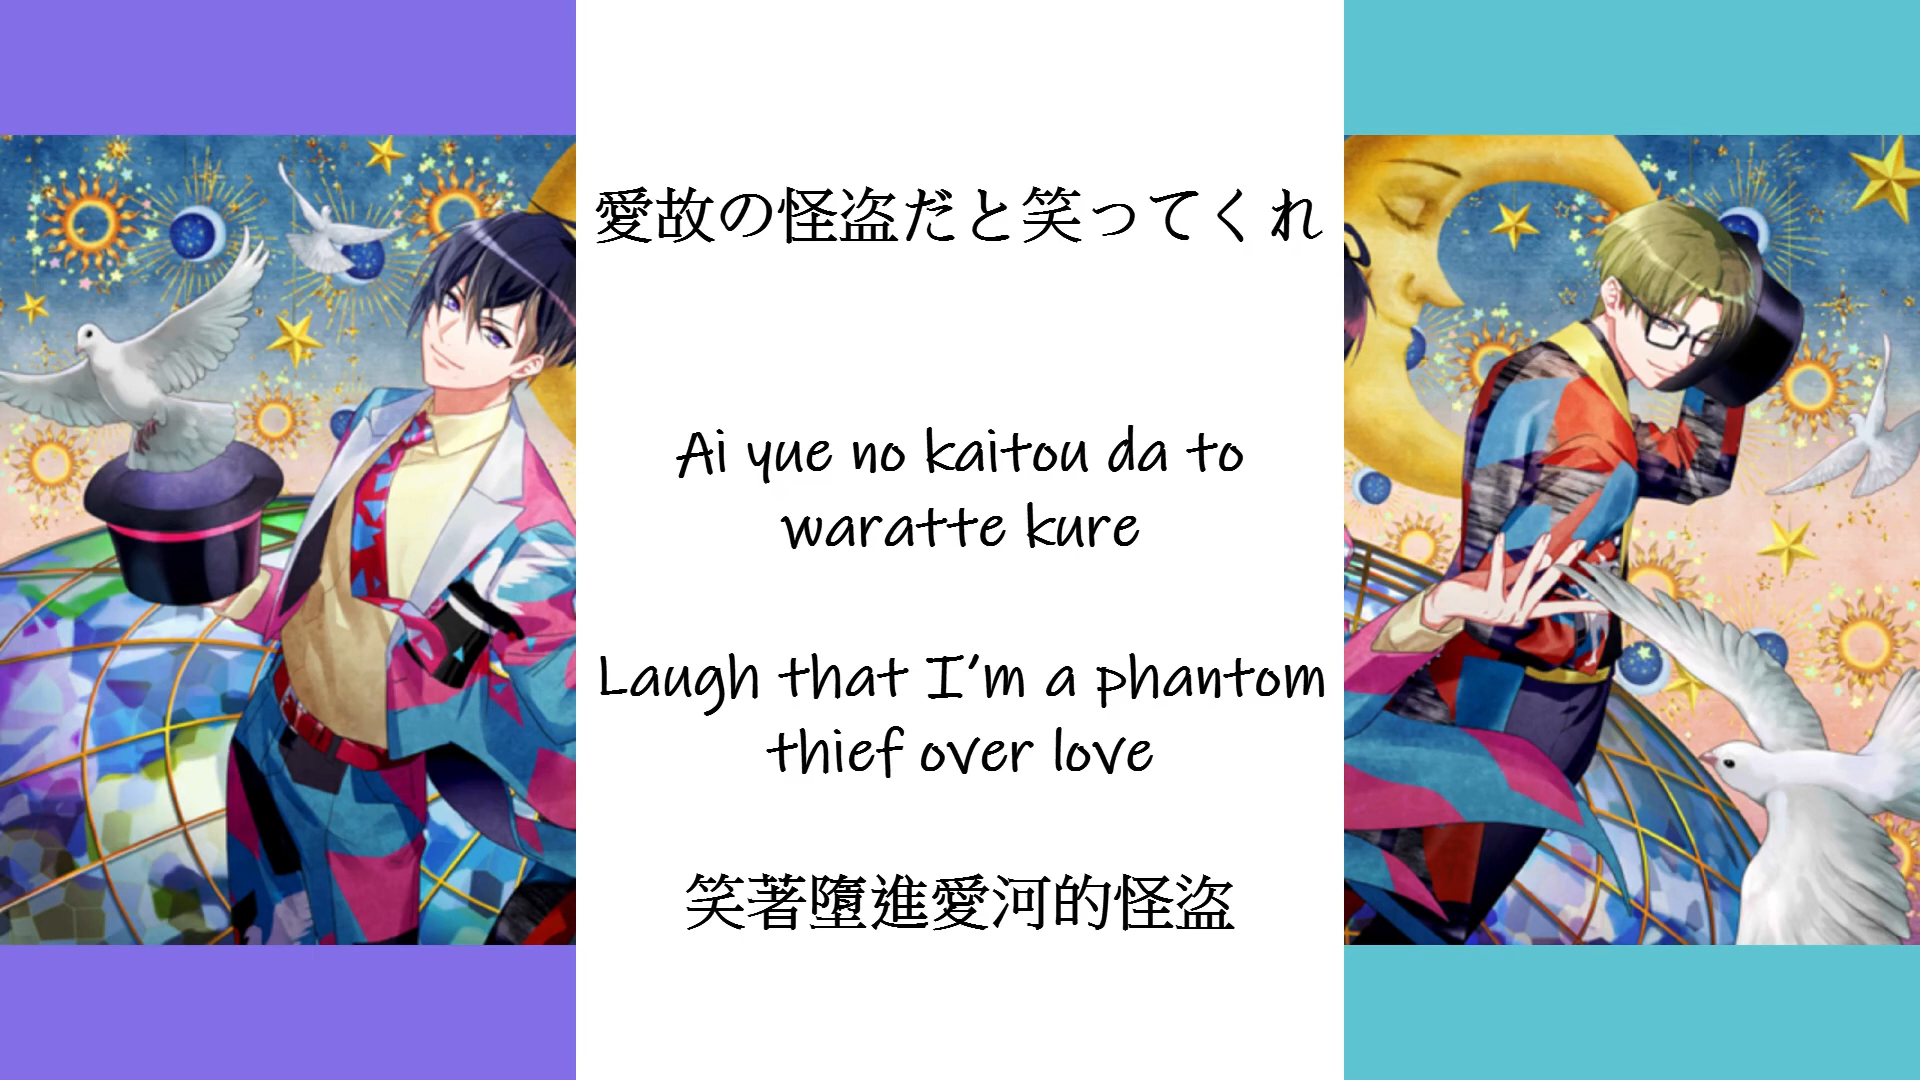 愛故の怪盗だと笑ってくれ
Ai yue no kaitou da to
waratte kure
Laugh that I'm a phantom
thief over love
笑著墮進愛河的怪盜